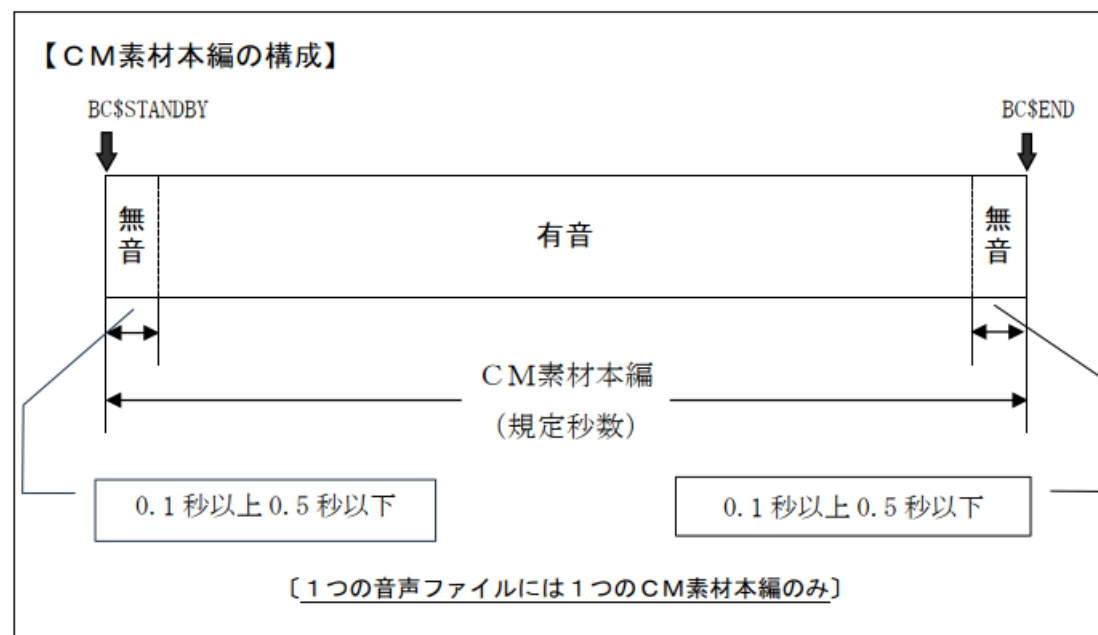 【ＣＭ素材本編の構成】
BC$STANDBY
BC$END
無音
有音
無音
ＣＭ素材本編
（規定秒数）
0.1秒以上0.5秒以下
0.1秒以上0.5秒以下
〔１つの音声ファイルには１つのＣＭ素材本編のみ〕